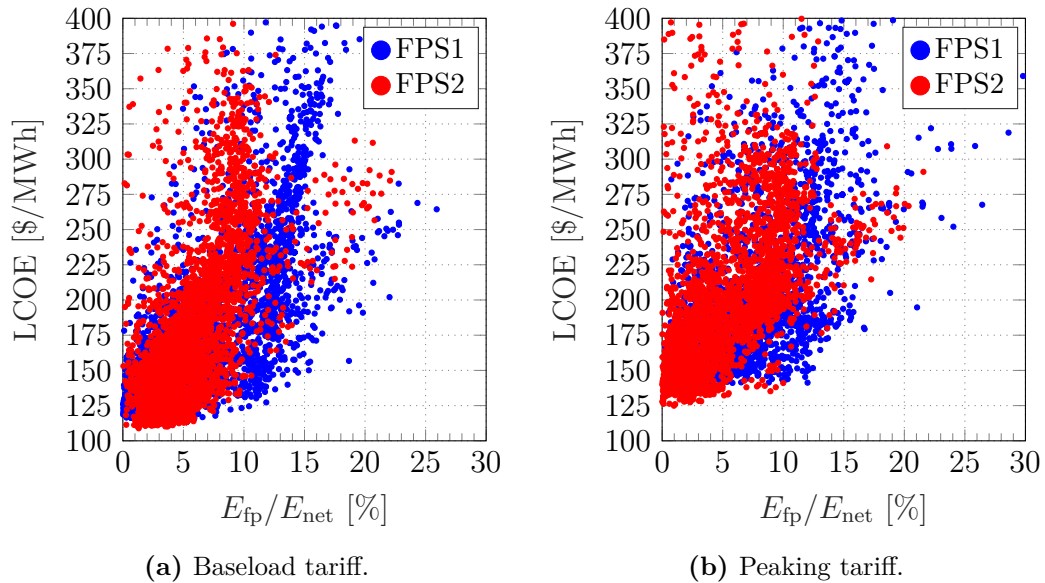 400
375
350
325
300
275
250
225
200
175
150
125
100
LCOE [$/MWh]
FPS1
FPS2
0 5 10 15 20 25 30
E_fp/E_net [%]
(a) Baseload tariff.
400
375
350
325
300
275
250
225
200
175
150
125
100
LCOE [$/MWh]
FPS1
FPS2
0 5 10 15 20 25 30
E_fp/E_net [%]
(b) Peaking tariff.